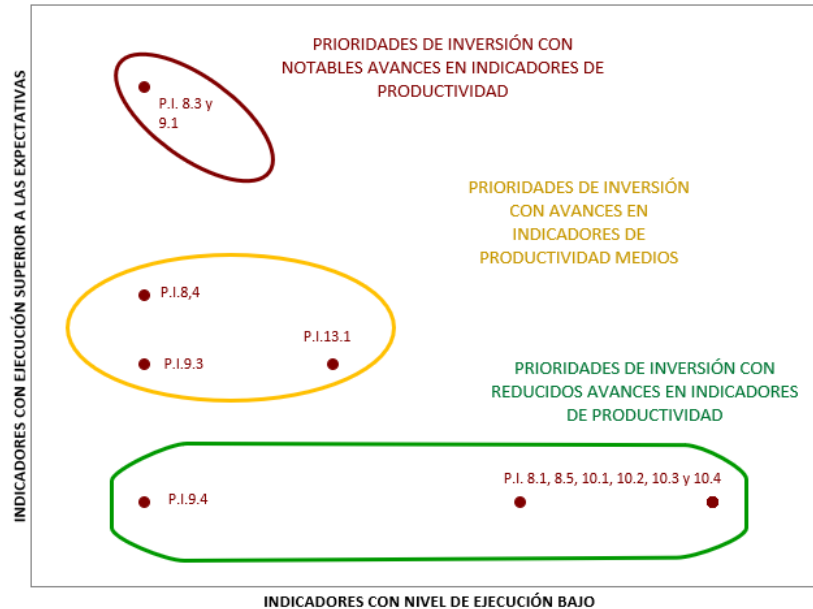 PRIORIDADES DE INVERSIÓN CON
NOTABLES AVANCES EN INDICADORES DE
PRODUCTIVIDAD
P.I. 8.3 y
9.1
PRIORIDADES DE INVERSIÓN
CON AVANCES EN
INDICADORES DE
PRODUCTIVIDAD MEDIOS
P.I.8,4
P.I.13.1
P.I.9.3
PRIORIDADES DE INVERSIÓN CON
REDUCIDOS AVANCES EN INDICADORES
DE PRODUCTIVIDAD
P.I. 8.1, 8.5, 10.1, 10.2, 10.3 y 10.4
P.I.9.4
INDICADORES CON EJECUCIÓN SUPERIOR A LAS EXPECTATIVAS
INDICADORES CON NIVEL DE EJECUCIÓN BAJO